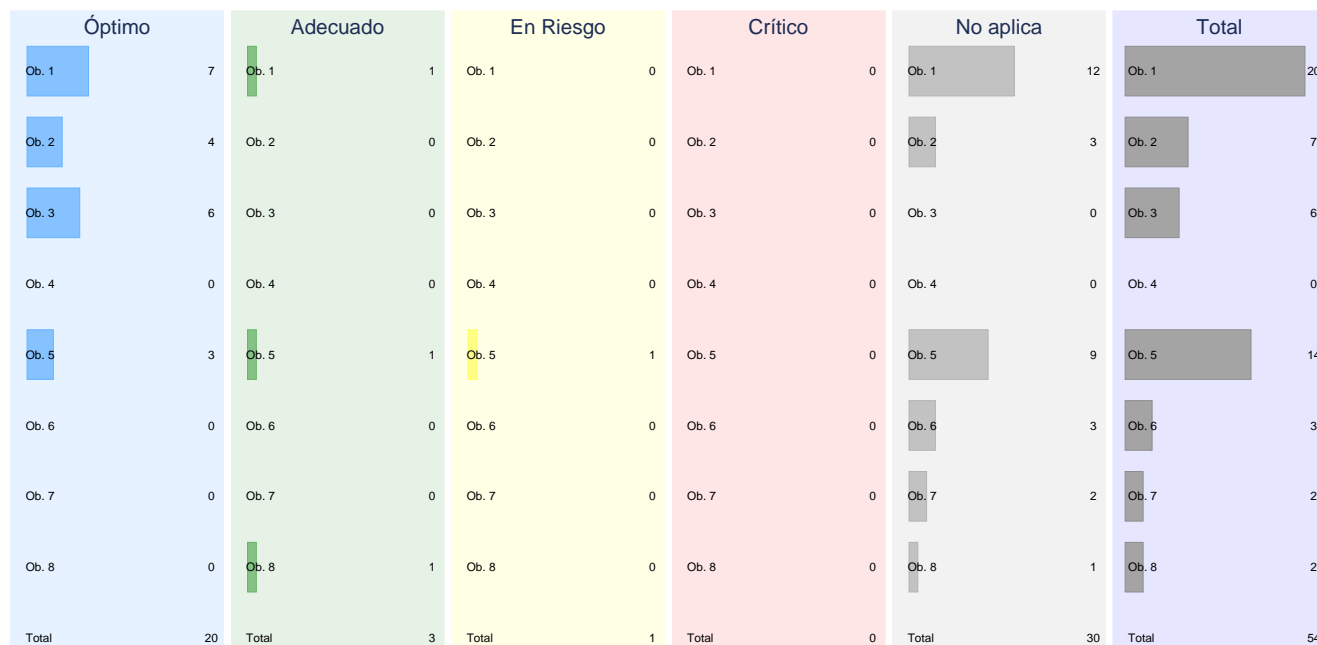 Óptimo Adecuado En Riesgo Crítico No aplica Total
Ob. 1 7 Ob. 1 1 Ob. 1 0 Ob. 1 0 Ob. 1 12 Ob. 1 20
Ob. 2 4 Ob. 2 0 Ob. 2 0 Ob. 2 0 Ob. 2 3 Ob. 2 7
Ob. 3 6 Ob. 3 0 Ob. 3 0 Ob. 3 0 Ob. 3 0 Ob. 3 6
Ob. 4 0 Ob. 4 0 Ob. 4 0 Ob. 4 0 Ob. 4 0 Ob. 4 0
Ob. 5 3 Ob. 5 1 Ob. 5 1 Ob. 5 0 Ob. 5 9 Ob. 5 14
Ob. 6 0 Ob. 6 0 Ob. 6 0 Ob. 6 0 Ob. 6 3 Ob. 6 3
Ob. 7 0 Ob. 7 0 Ob. 7 0 Ob. 7 0 Ob. 7 2 Ob. 7 2
Ob. 8 0 Ob. 8 1 Ob. 8 0 Ob. 8 0 Ob. 8 1 Ob. 8 2
Total 20 Total 3 Total 1 Total 0 Total 30 Total 54